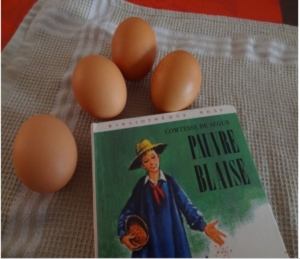 BIBLIOTHÈQUE ROSE
COMTESSE DE SÉGUR
PAUVRE
BLAISE